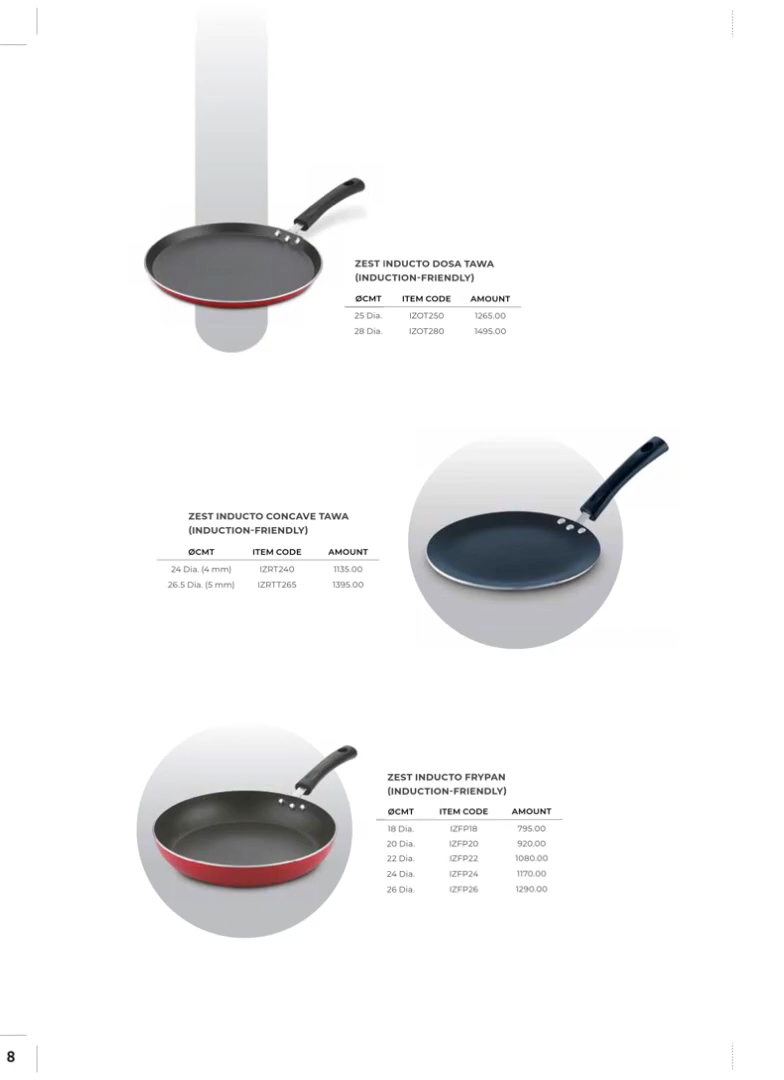 ZEST INDUCTO DOSA TAWA
(INDUCTION-FRIENDLY)
ØCMT ITEM CODE AMOUNT
25 Dia. IZOT250 1265.00
28 Dia. IZOT280 1495.00
ZEST INDUCTO CONCAVE TAWA
(INDUCTION-FRIENDLY)
ØCMT ITEM CODE AMOUNT
24 Dia. (4 mm) IZRT240 1135.00
26.5 Dia. (5 mm) IZRTT265 1395.00
ZEST INDUCTO FRYPAN
(INDUCTION-FRIENDLY)
ØCMT ITEM CODE AMOUNT
18 Dia. IZFP18 795.00
20 Dia. IZFP20 920.00
22 Dia. IZFP22 1080.00
24 Dia. IZFP24 1170.00
26 Dia. IZFP26 1290.00
8